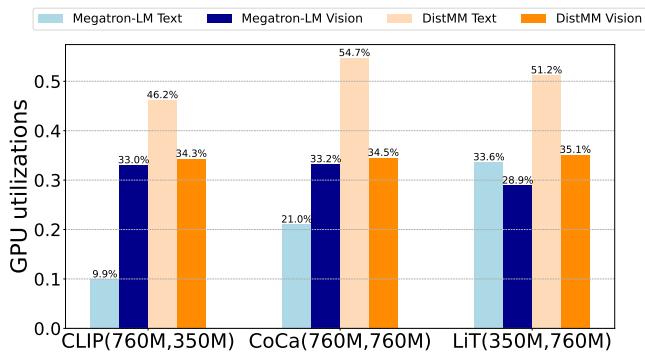 Megatron-LM Text Megatron-LM Vision DistMM Text DistMM Vision
GPU utilizations
0.5
0.4
0.3
0.2
0.1
0.0
9.9% 33.0% 46.2% 34.3%
21.0% 33.2% 54.7% 34.5%
33.6% 28.9% 51.2% 35.1%
CLIP(760M,350M) CoCa(760M,760M) LiT(350M,760M)